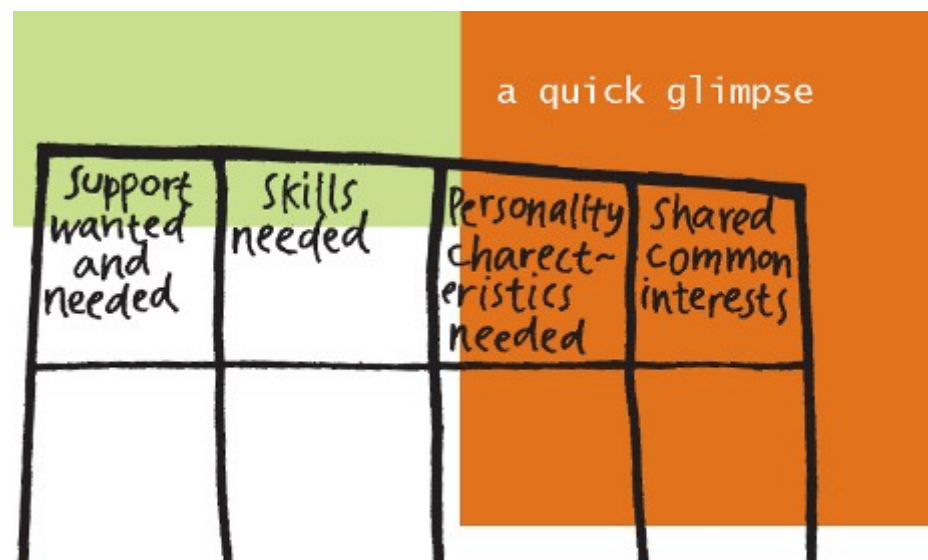 a quick glimpse
Support
wanted
and
needed
Skills
needed
Personality
charect~
eristics
needed
Shared
common
interests